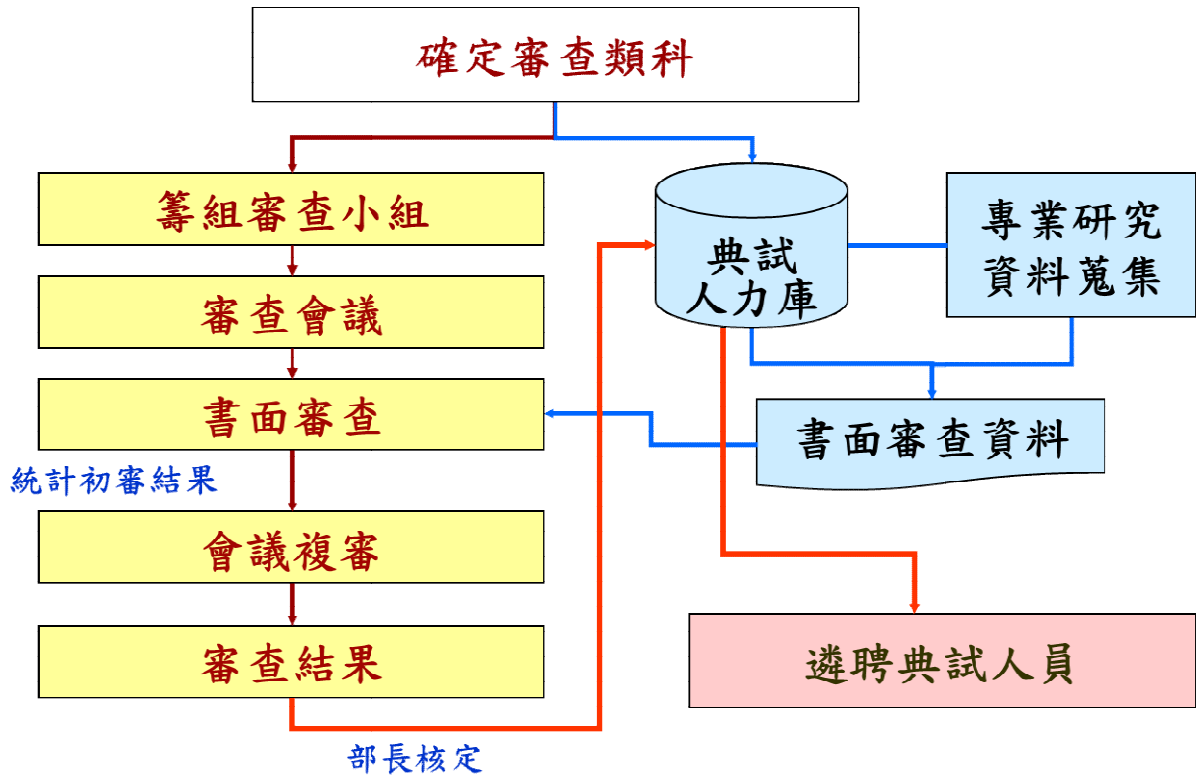 確定審查類科
籌組審查小組
審查會議
書面審查
統計初審結果
會議複審
審查結果
部長核定
典試
人力庫
專業研究
資料蒐集
書面審查資料
遴聘典試人員